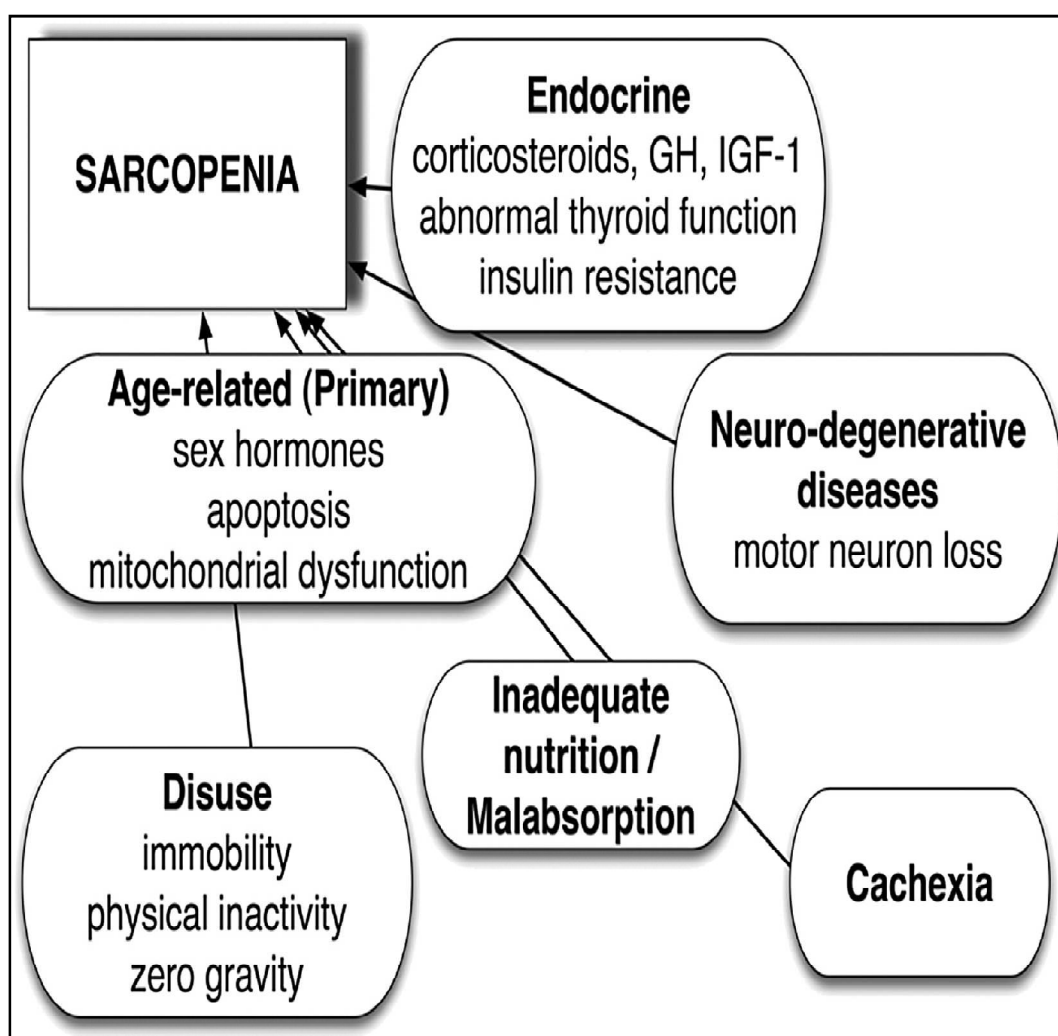 SARCOPENIA
Endocrine
corticosteroids, GH, IGF-1
abnormal thyroid function
insulin resistance
Age-related (Primary)
sex hormones
apoptosis
mitochondrial dysfunction
Neuro-degenerative
diseases
motor neuron loss
Inadequate
nutrition /
Malabsorption
Disuse
immobility
physical inactivity
zero gravity
Cachexia